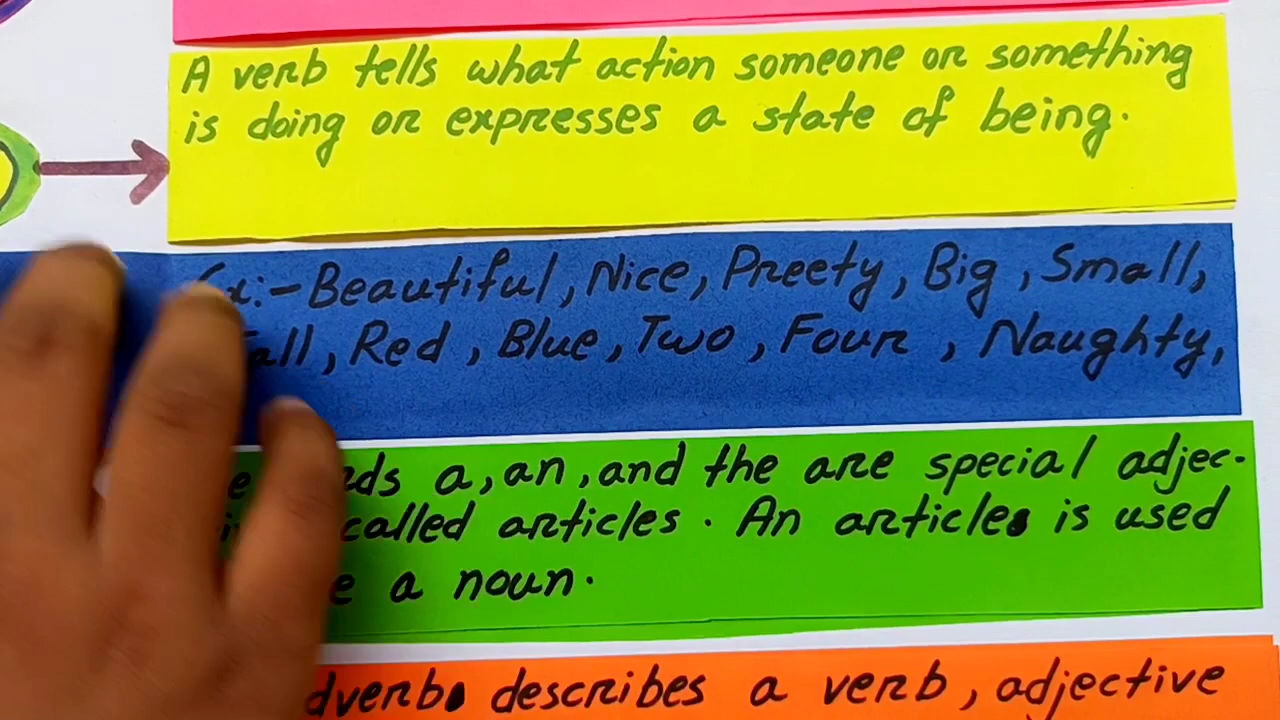 A verb tells what action someone or something
is doing or expresses a state of being.
Ex:- Beautiful, Nice, Preety, Big, Small,
Red, Blue, Two, Four, Naughty,
a, an, and the are special adjec-
called articles. An article is used
a noun.
describes a verb, adjective